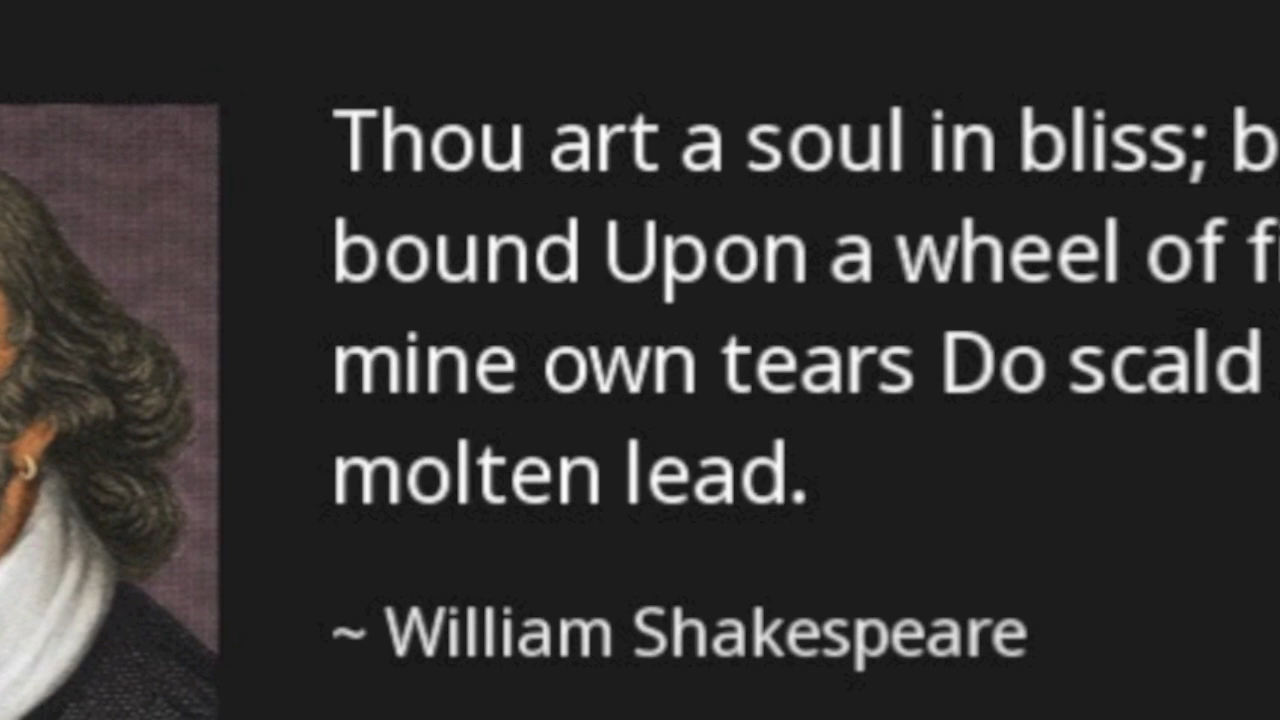 Thou art a soul in bliss; b
bound Upon a wheel of f
mine own tears Do scald
molten lead.
~ William Shakespeare